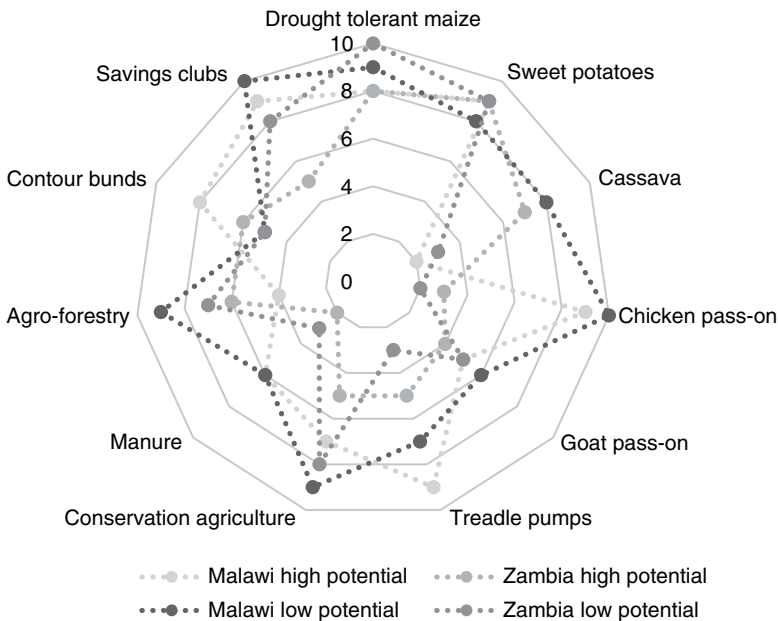 Drought tolerant maize
10
Savings clubs
Sweet potatoes
8
6
Contour bunds
Cassava
4
2
0
Agro-forestry
Chicken pass-on
Manure
Goat pass-on
Conservation agriculture
Treadle pumps
Malawi high potential
Zambia high potential
Malawi low potential
Zambia low potential